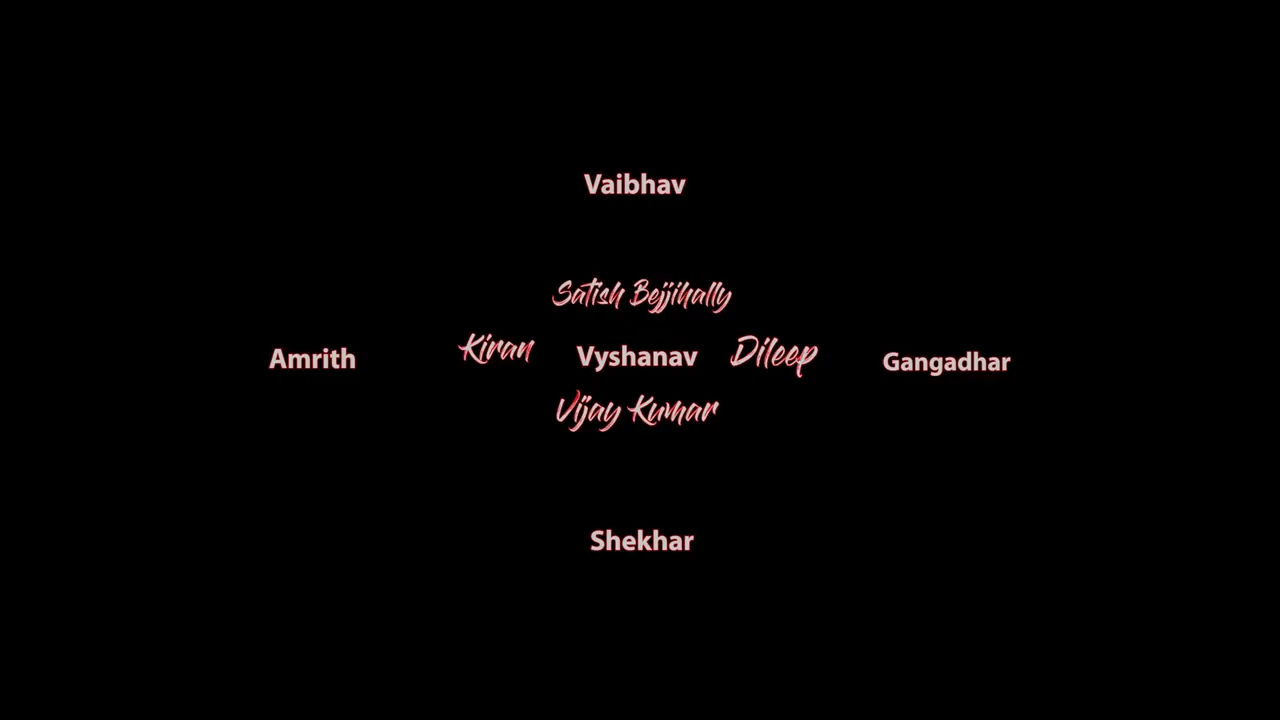 Vaibhav
Satish Bejjihally
Amrith Kiran Vyshanav Dileep Gangadhar
Vijay Kumar
Shekhar